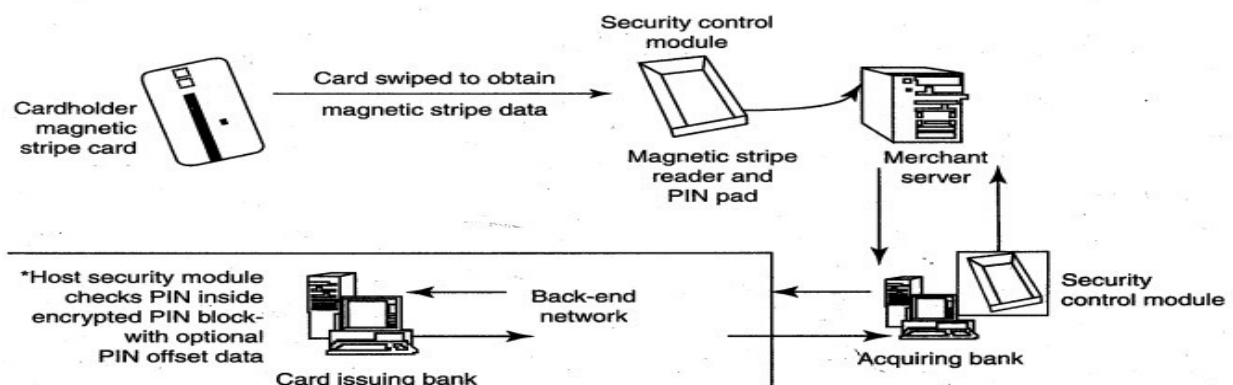 Security control
module
Card swiped to obtain
magnetic stripe data
Cardholder
magnetic
stripe card
Magnetic stripe
reader and
PIN pad
Merchant
server
*Host security module
checks PIN inside
encrypted PIN block-
with optional
PIN offset data
Back-end
network
Security
control module
Acquiring bank
Card issuing bank